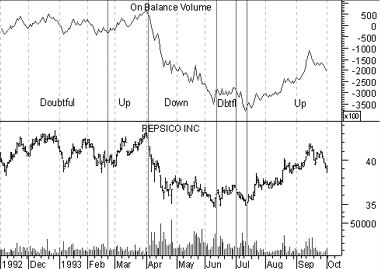 On Balance Volume
500
0
-500
-1000
-1500
-2000
-2500
-3000
-3500
x100
Doubtful Up Down Dbtfl Up
PEPSICO INC
40
35
50000
1992 Dec 1993 Feb Mar Apr May Jun Jul Aug Sep Oct